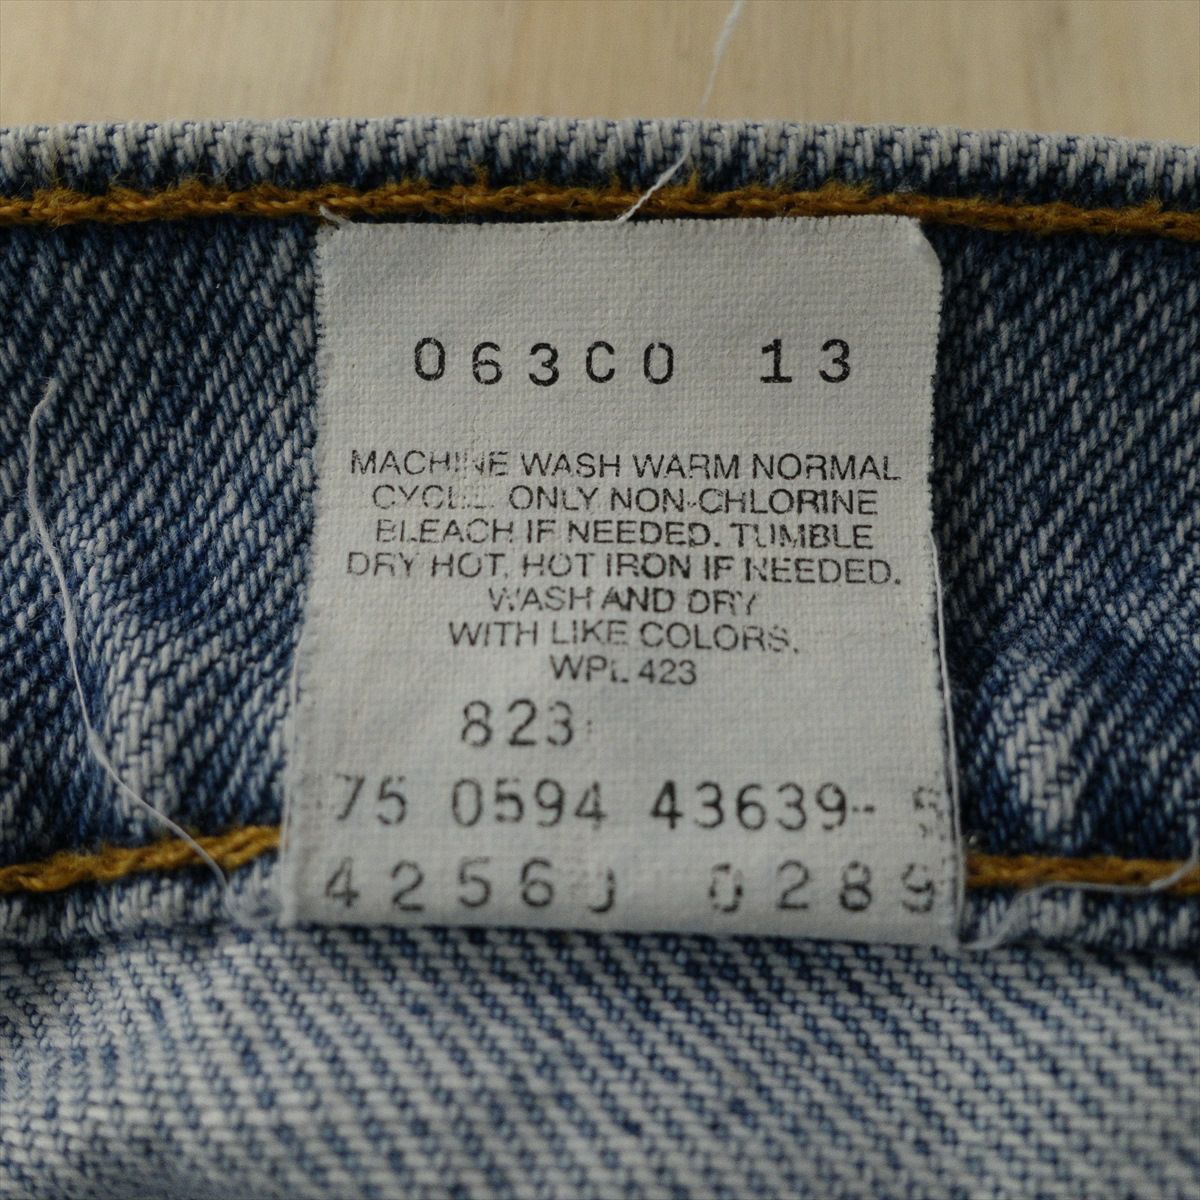 063C0 13
MACHINE WASH WARM NORMAL
CYCLE. ONLY NON-CHLORINE
BLEACH IF NEEDED. TUMBLE
DRY HOT. HOT IRON IF NEEDED.
WASH AND DRY
WITH LIKE COLORS.
WPL 423
823
75 0594 43639-
0289